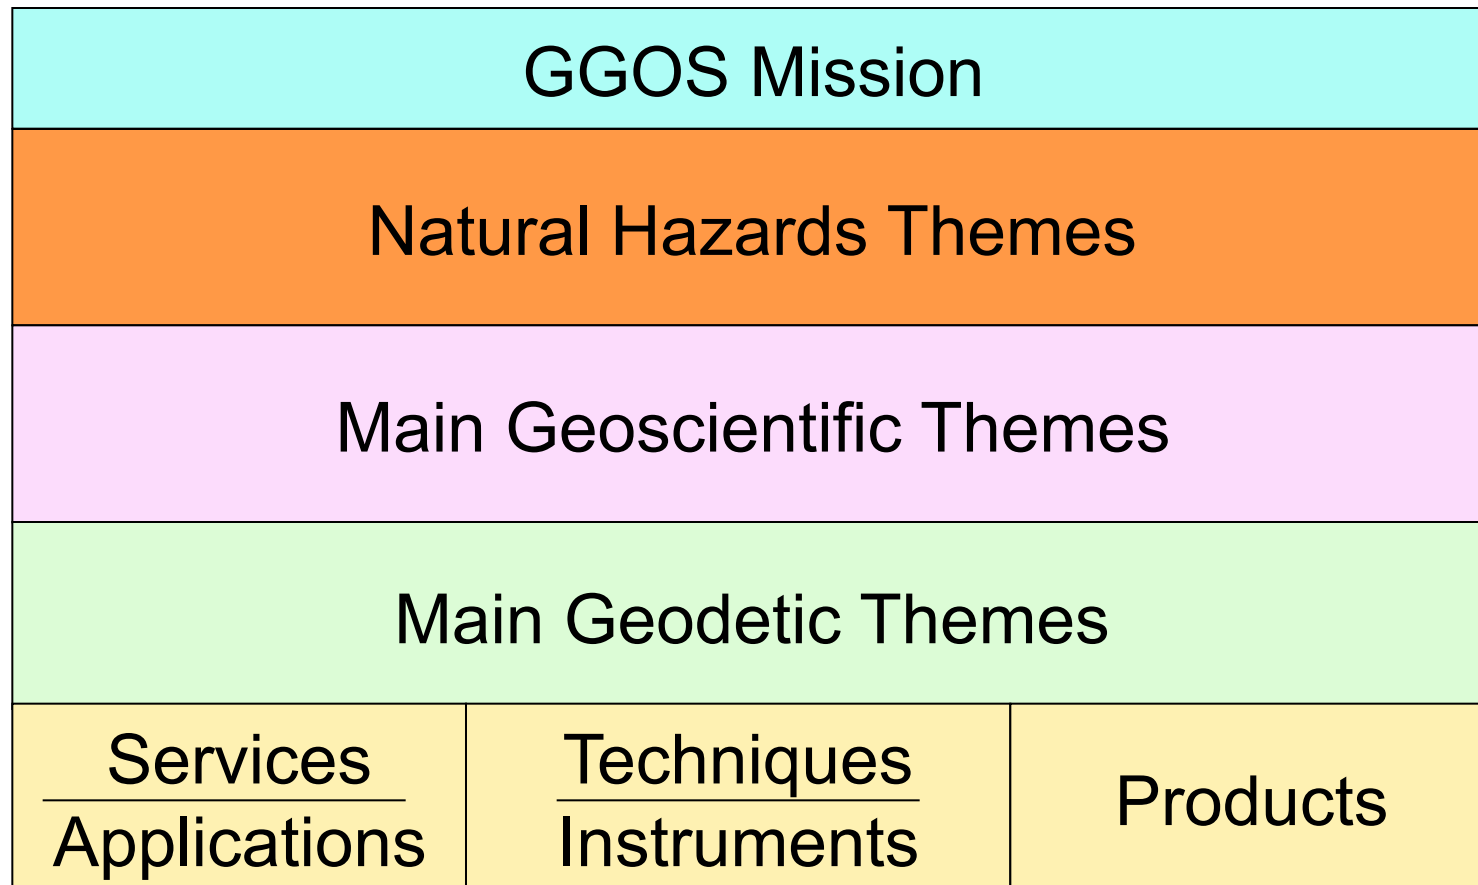 GGOS Mission
Natural Hazards Themes
Main Geoscientific Themes
Main Geodetic Themes
Services
Applications
Techniques
Instruments
Products